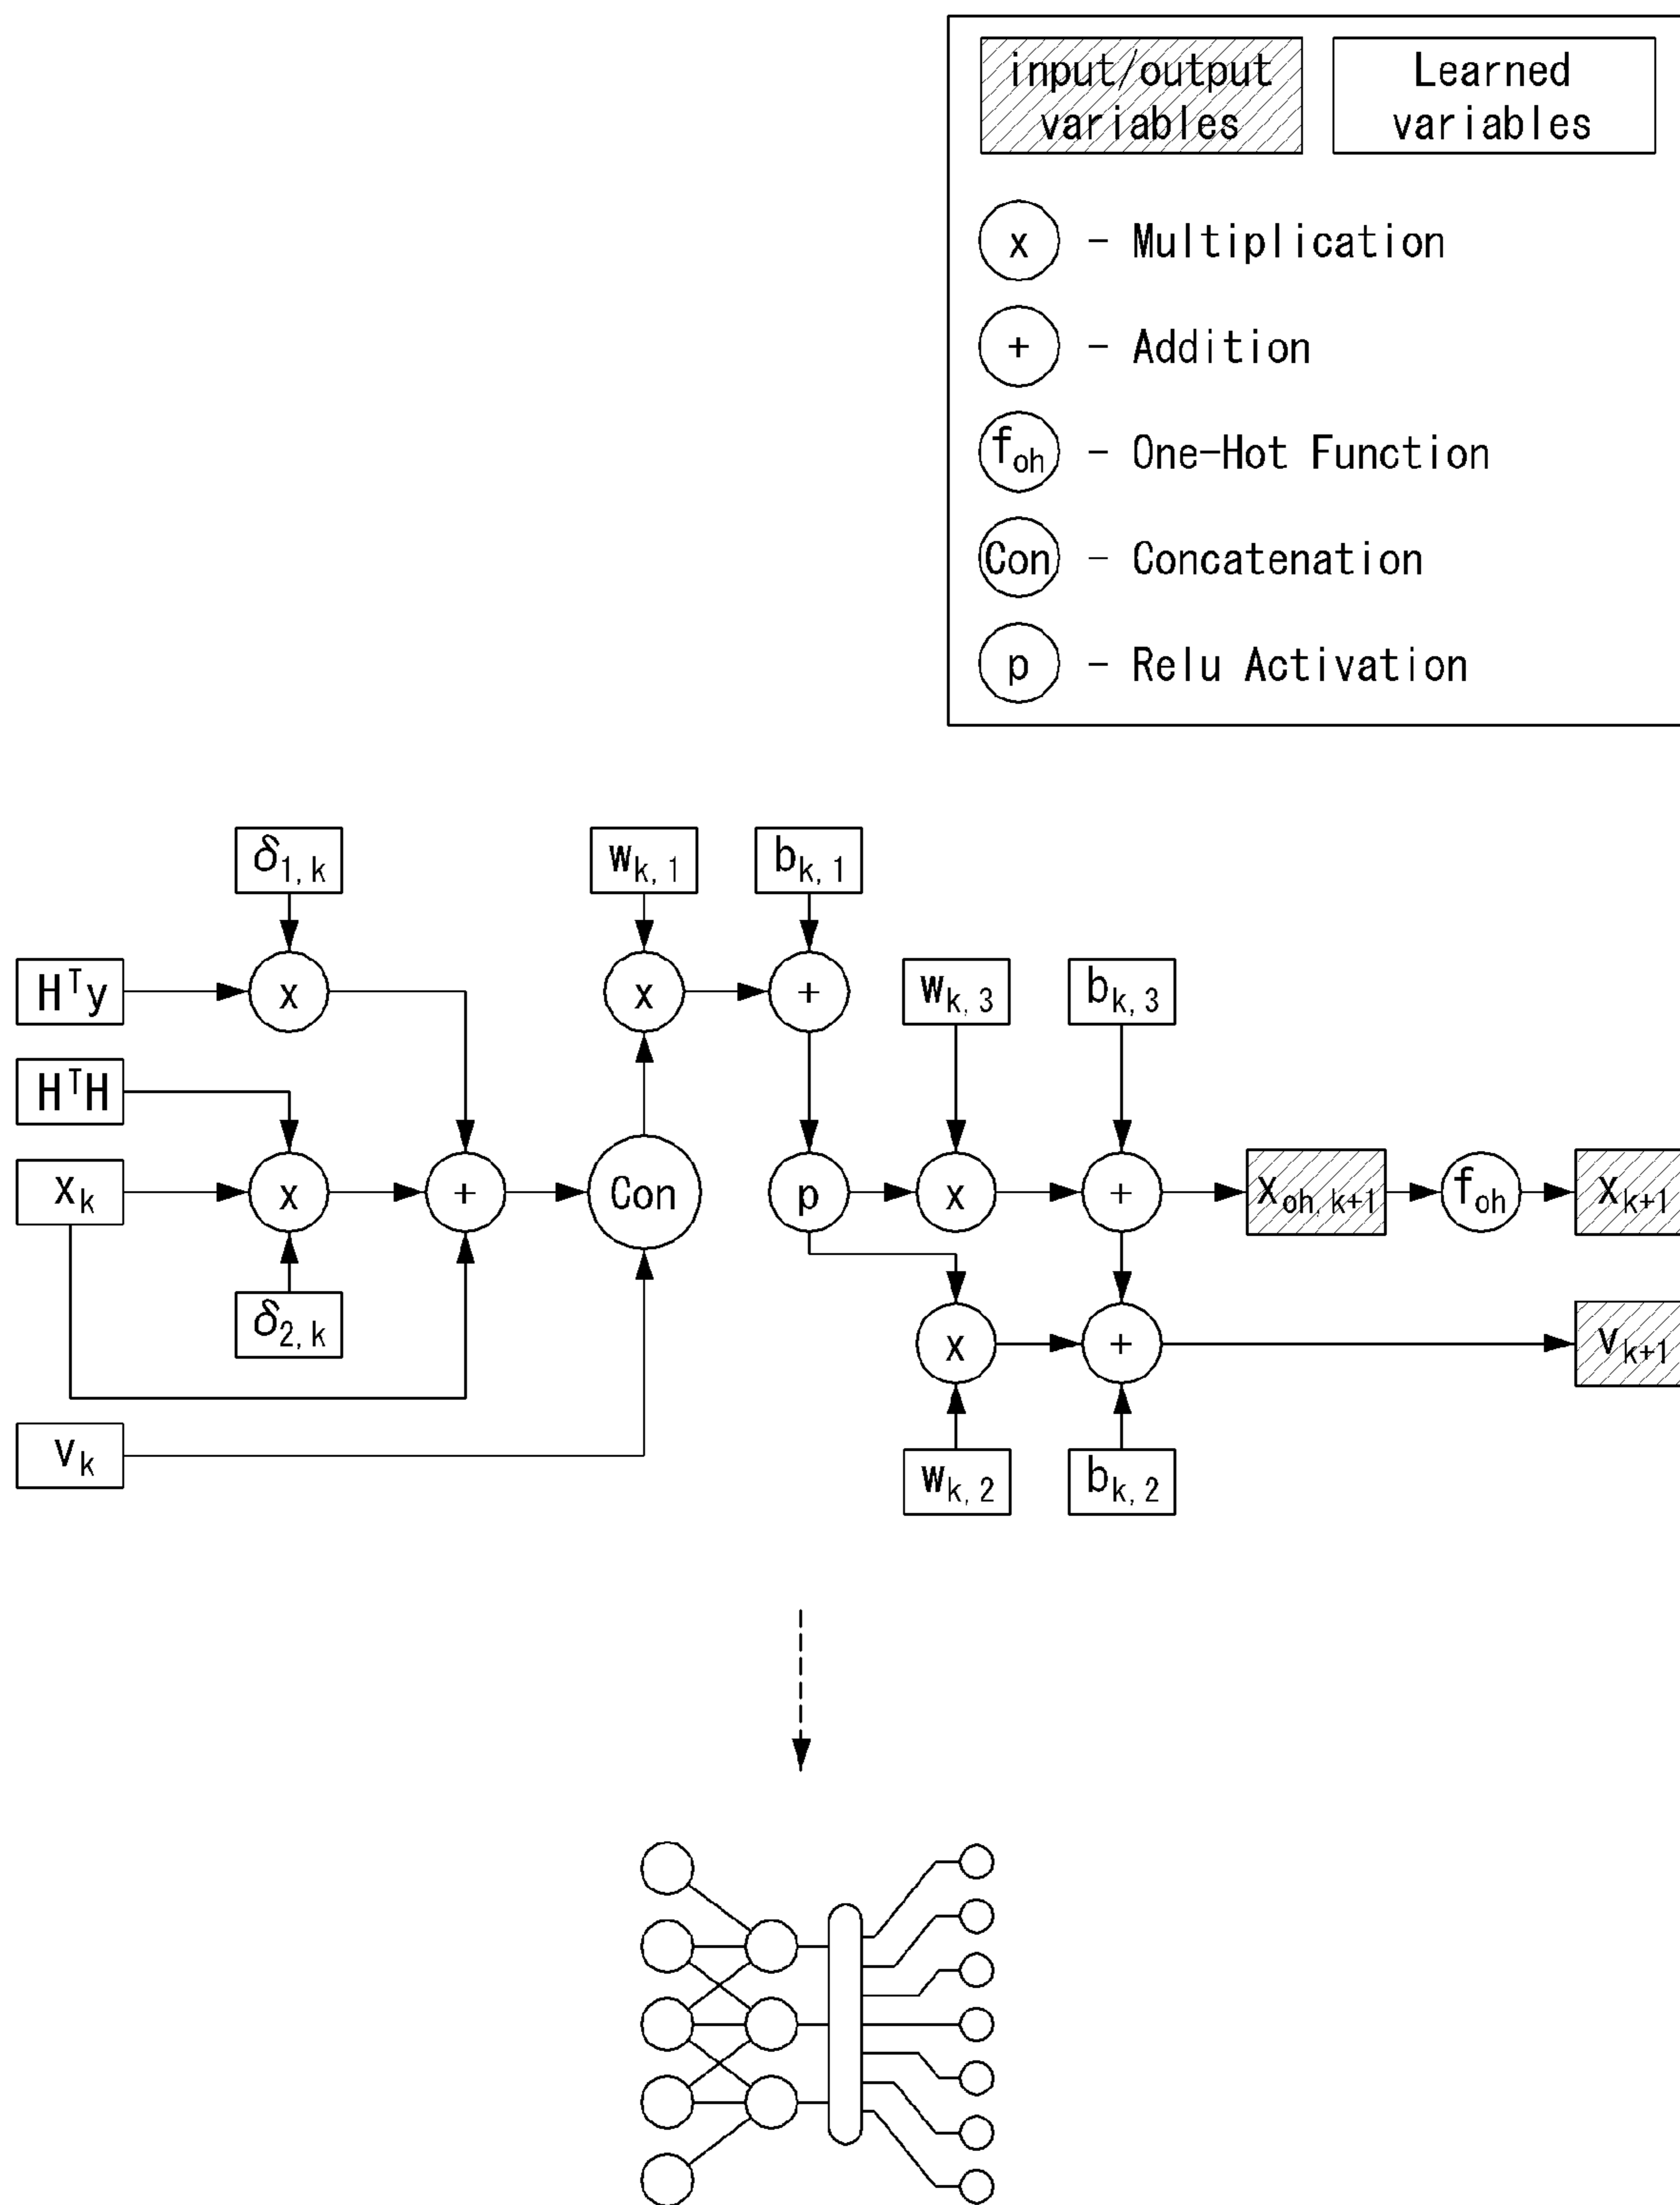 input/output variables
Learned variables
x - Multiplication
+ - Addition
f_oh - One-Hot Function
Con - Concatenation
p - Relu Activation
δ_1,k
w_k,1
b_k,1
H^T y
x
x
+
w_k,3
b_k,3
H^T H
x_k
x
+
Con
p
x
+
x_oh,k+1
f_oh
x_k+1
δ_2,k
x
+
v_k+1
v_k
w_k,2
b_k,2